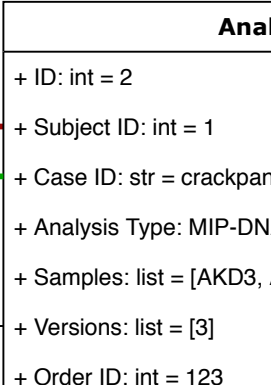 Anal
+ ID: int = 2
+ Subject ID: int = 1
+ Case ID: str = crackpan
+ Analysis Type: MIP-DN
+ Samples: list = [AKD3,
+ Versions: list = [3]
+ Order ID: int = 123